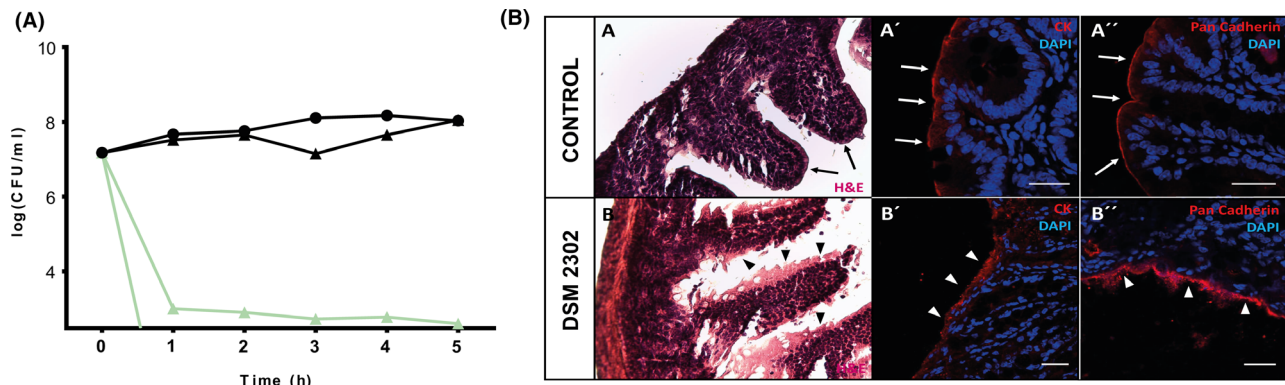 (A)
10
8
6
4
log(CFU/ml)
0 1 2 3 4 5
Time (h)
(B)
CONTROL
DSM 2302
A
H&E
A´
CK
DAPI
A´´
Pan Cadherin
DAPI
B
H&E
B´
CK
DAPI
B´´
Pan Cadherin
DAPI